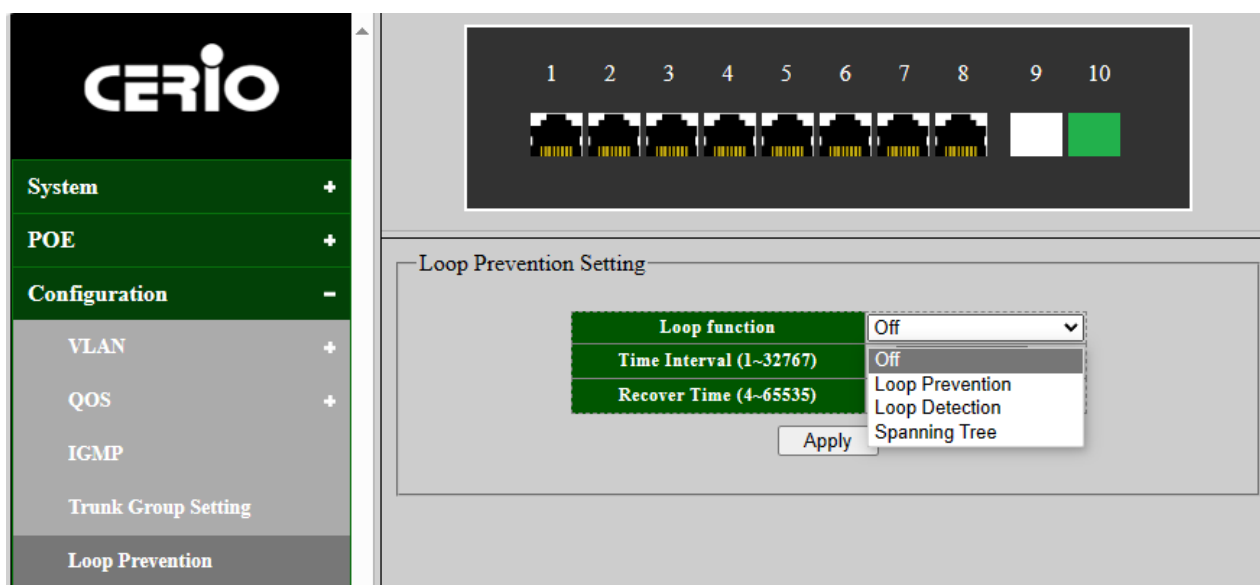 CERIO
System
POE
Configuration
VLAN
QOS
IGMP
Trunk Group Setting
Loop Prevention
1 2 3 4 5 6 7 8 9 10
Loop Prevention Setting
Loop function Off
Time Interval (1~32767)
Recover Time (4~65535)
Off
Loop Prevention
Loop Detection
Spanning Tree
Apply